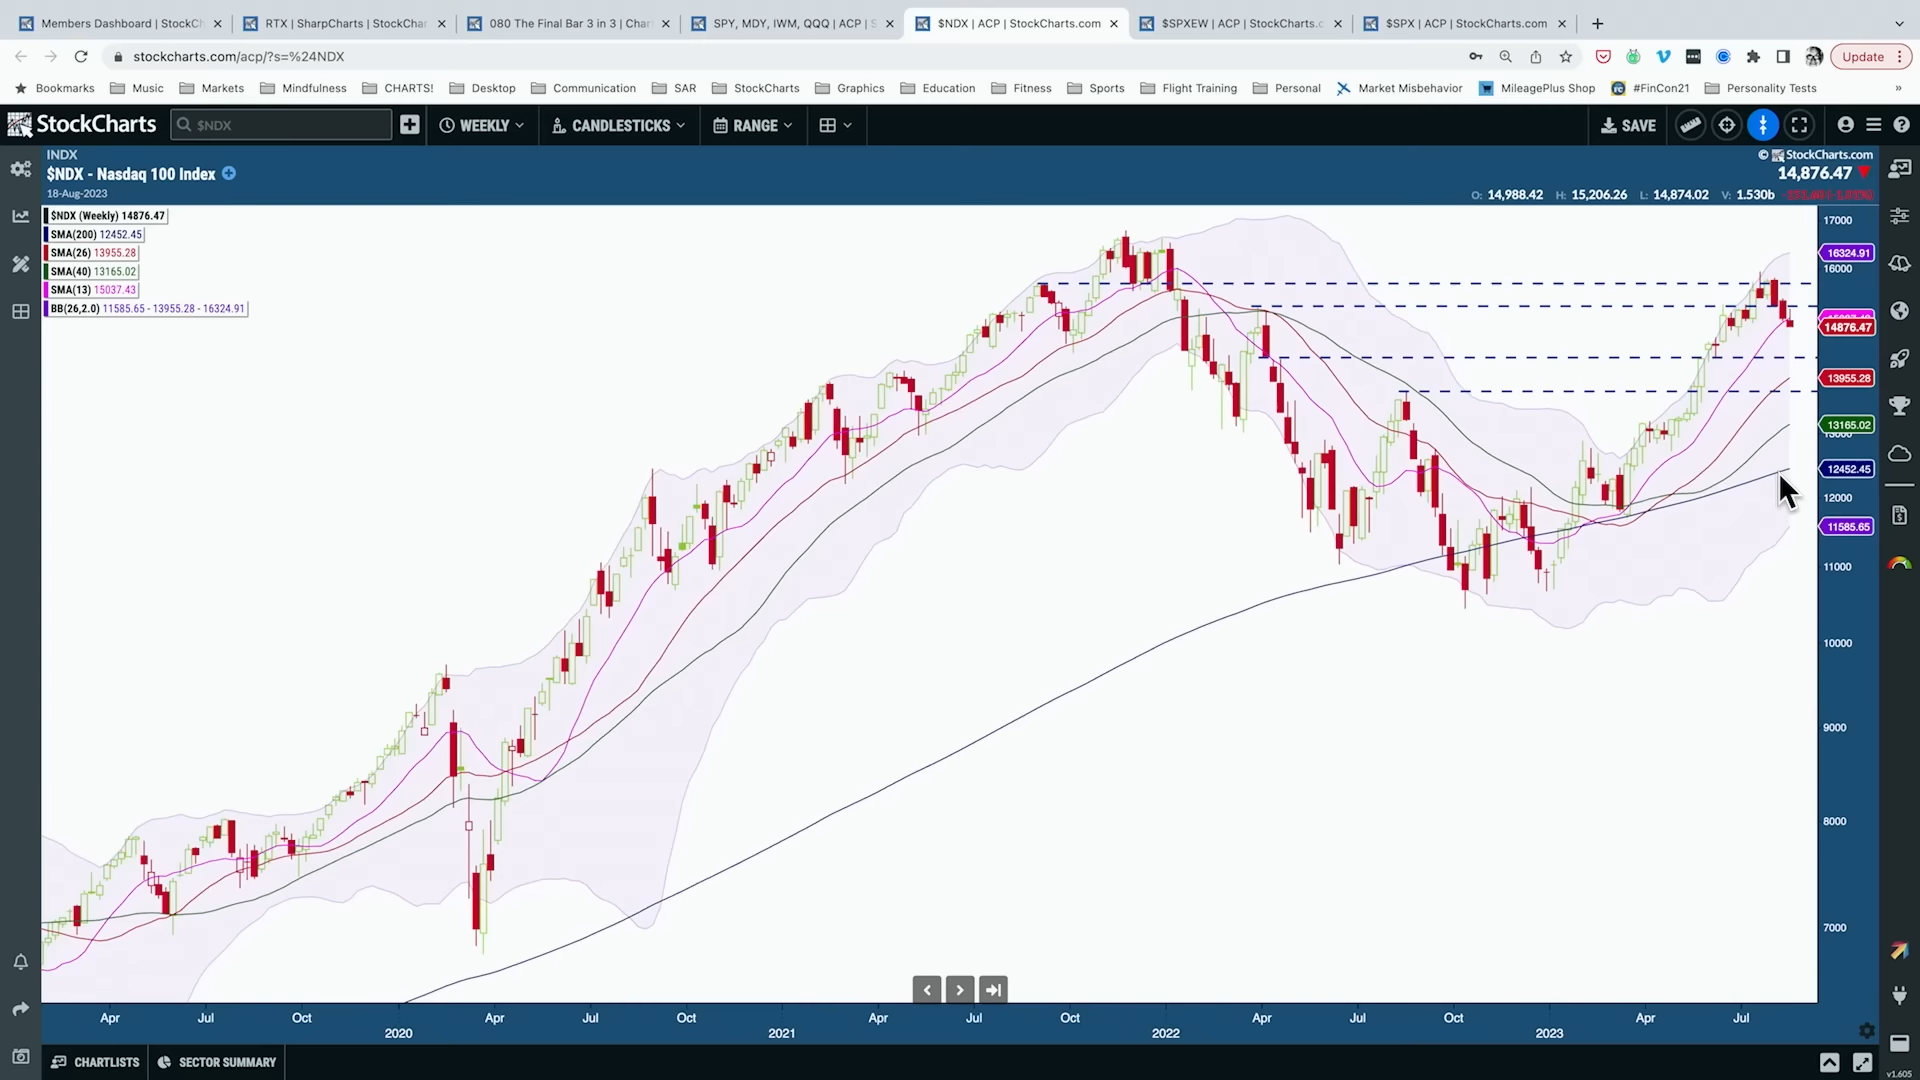 Members Dashboard | StockCh
RTX | SharpCharts | StockChar
080 The Final Bar 3 in 3 | Char
SPY, MDY, IWM, QQQ | ACP | S
$NDX | ACP | StockCharts.com
$SPXEW | ACP | StockCharts.c
$SPX | ACP | StockCharts.com
stockcharts.com/acp/?s=%24NDX
Update
Bookmarks
Music
Markets
Mindfulness
CHARTS!
Desktop
Communication
SAR
StockCharts
Graphics
Education
Fitness
Sports
Flight Training
Personal
Market Misbehavior
MileagePlus Shop
#FinCon21
Personality Tests
StockCharts
$NDX
WEEKLY
CANDLESTICKS
RANGE
SAVE
INDX
$NDX - Nasdaq 100 Index
18-Aug-2023
© StockCharts.com
14,876.47
O: 14,988.42 H: 15,206.26 L: 14,874.02 V: 1.530b
$NDX (Weekly) 14876.47
SMA(200) 12452.45
SMA(26) 13955.28
SMA(40) 13165.02
SMA(13) 15037.43
BB(26,2.0) 11585.65 - 13955.28 - 16324.91
17000
16324.91
16000
14876.47
13955.28
13165.02
13000
12452.45
12000
11585.65
11000
10000
9000
8000
7000
Apr
Jul
Oct
2020
Apr
Jul
Oct
2021
Apr
Jul
Oct
2022
Apr
Jul
Oct
2023
Apr
Jul
CHARTLISTS
SECTOR SUMMARY
v1.605